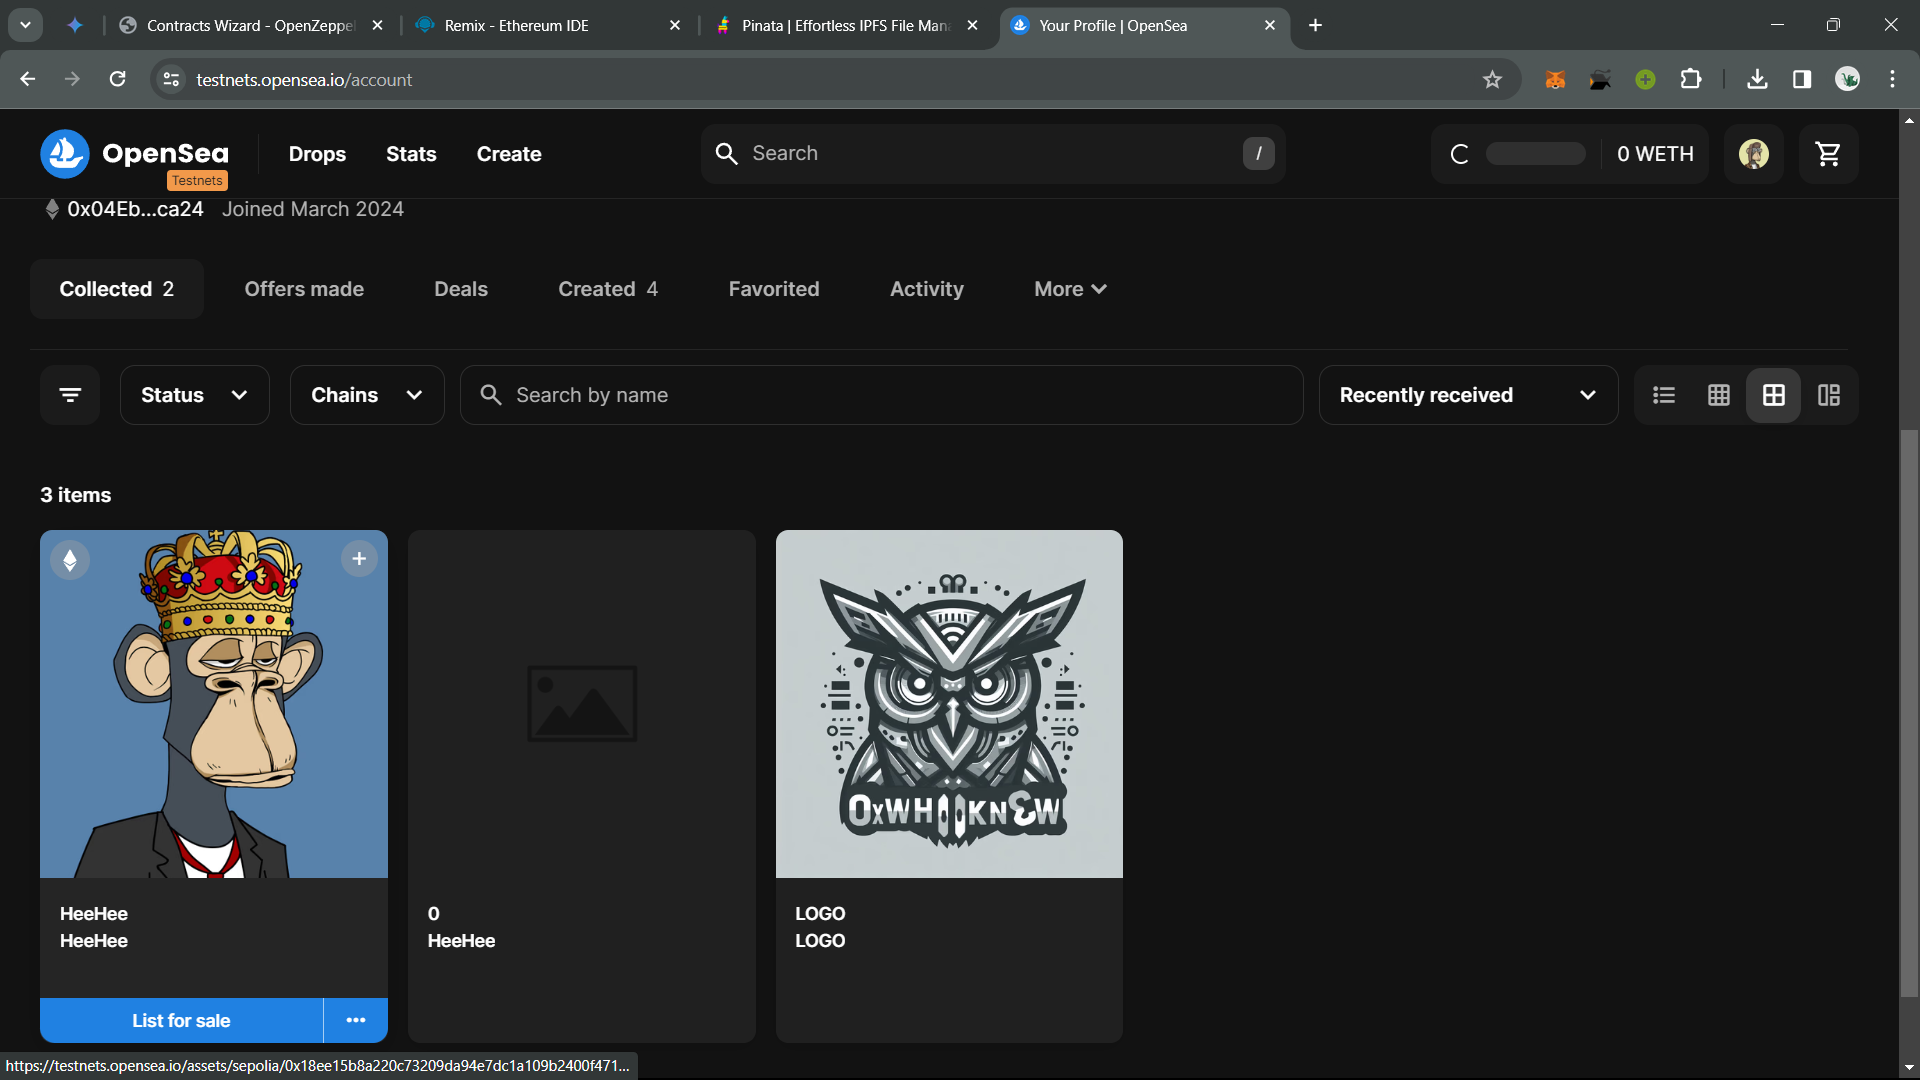 Contracts Wizard - OpenZeppel
Remix - Ethereum IDE
Pinata | Effortless IPFS File Mana
Your Profile | OpenSea
testnets.opensea.io/account
OpenSea
Testnets
Drops
Stats
Create
Search
/
0 WETH
0x04Eb...ca24
Joined March 2024
Collected 2
Offers made
Deals
Created 4
Favorited
Activity
More
Status
Chains
Search by name
Recently received
3 items
0xWH
KNƐW
HeeHee
HeeHee
0
HeeHee
LOGO
LOGO
List for sale
https://testnets.opensea.io/assets/sepolia/0x18ee15b8a220c73209da94e7dc1a109b2400f471...